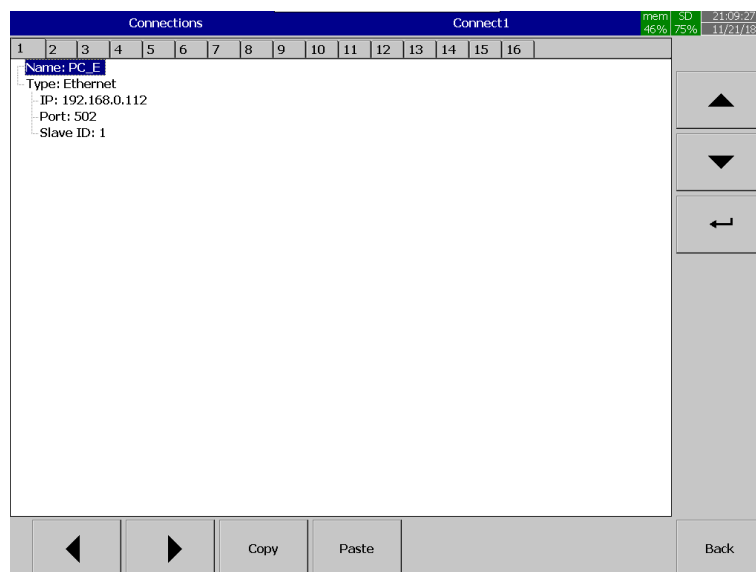 Connections Connect1 mem SD 21:09:27
46% 75% 11/21/18
1 2 3 4 5 6 7 8 9 10 11 12 13 14 15 16
Name: PC_E
Type: Ethernet
IP: 192.168.0.112
Port: 502
Slave ID: 1
Copy Paste Back